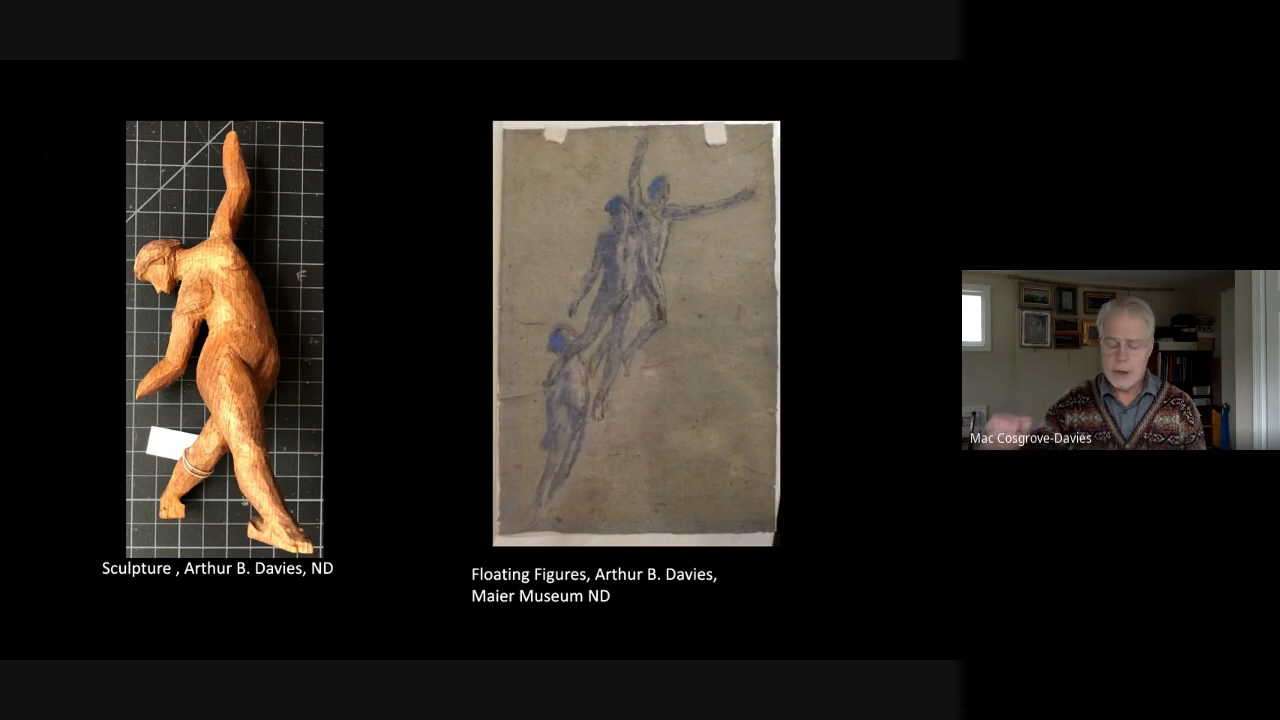 Sculpture , Arthur B. Davies, ND
Floating Figures, Arthur B. Davies,
Maier Museum ND
Mac Cosgrove-Davies